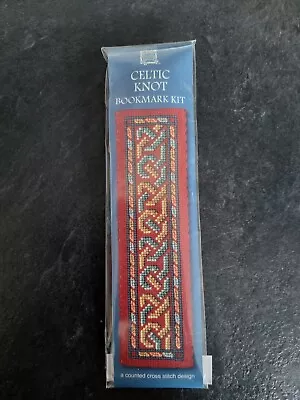 CELTIC
KNOT
BOOKMARK KIT
a counted cross stitch design